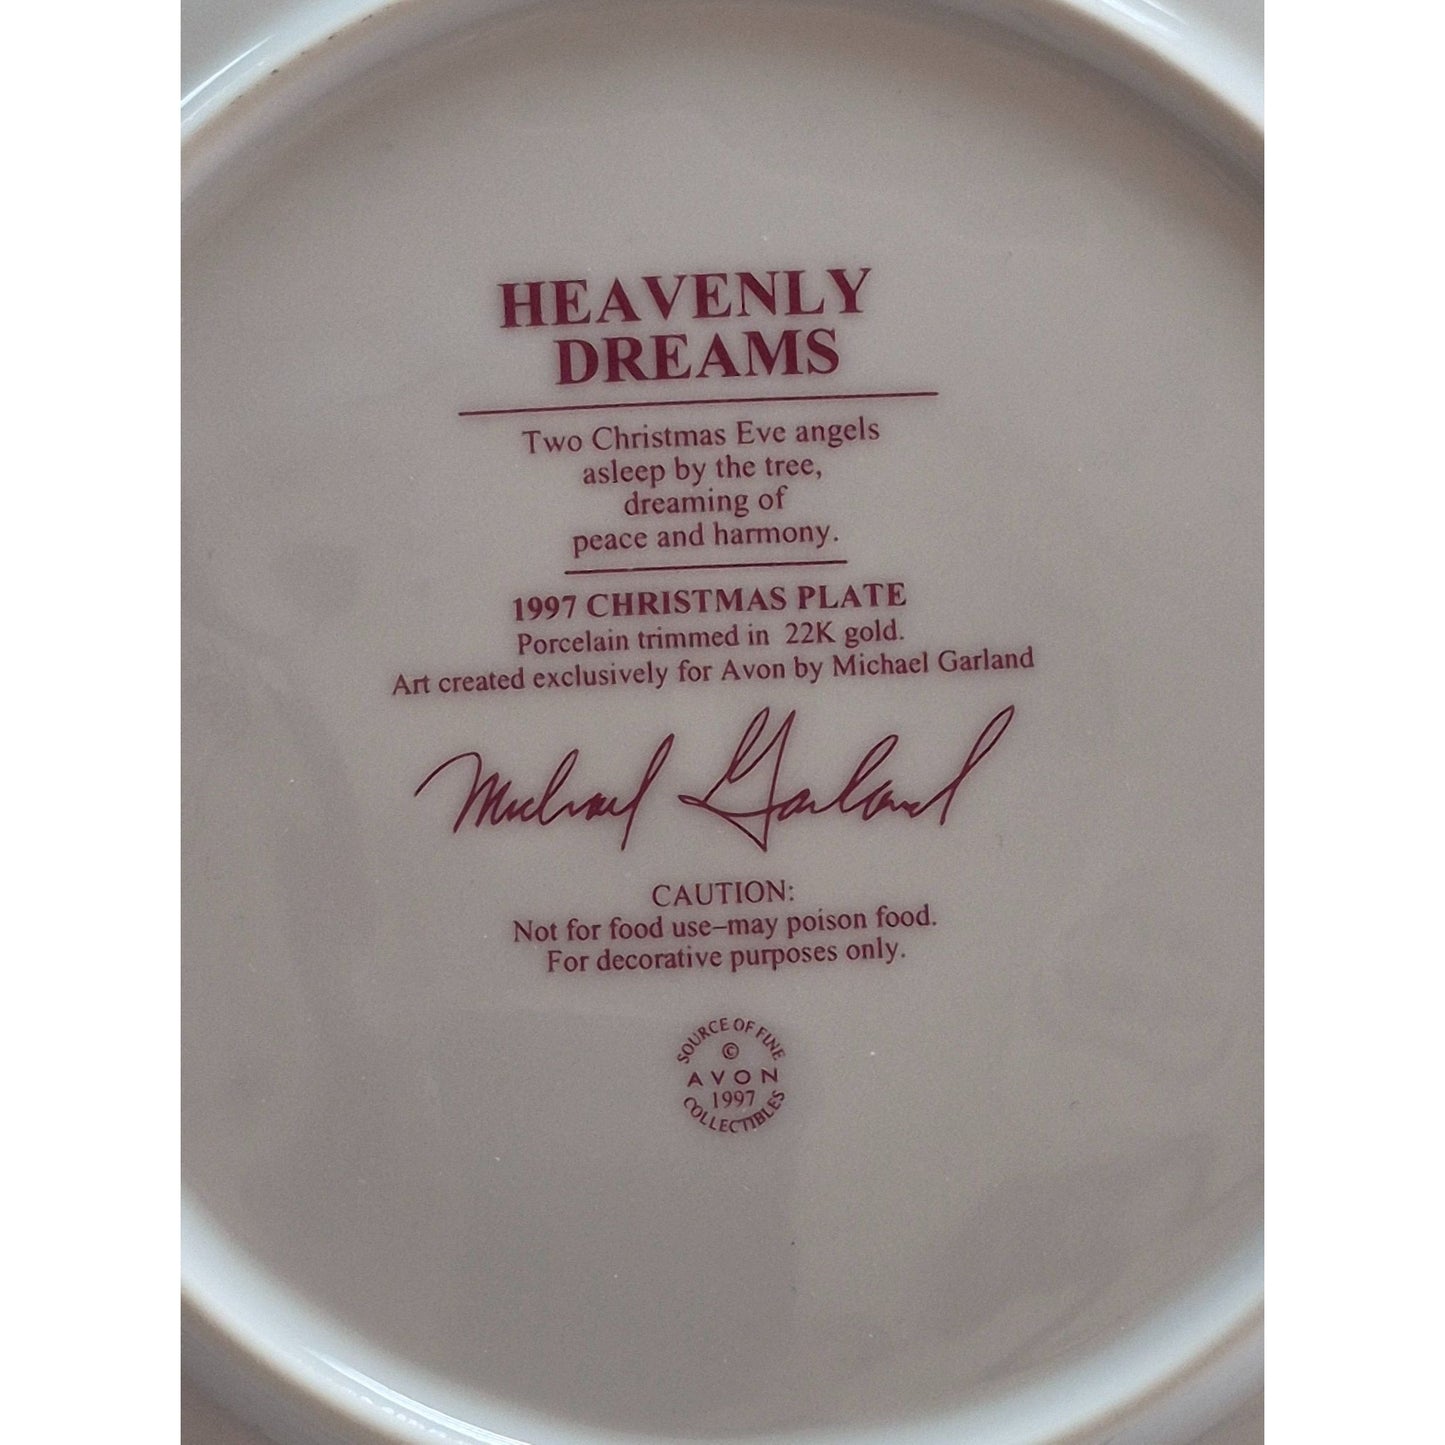 HEAVENLY
DREAMS
Two Christmas Eve angels
asleep by the tree,
dreaming of
peace and harmony.
1997 CHRISTMAS PLATE
Porcelain trimmed in 22K gold.
Art created exclusively for Avon by Michael Garland
Michael Garland
CAUTION:
Not for food use–may poison food.
For decorative purposes only.
SOURCE OF FINE
©
AVON
1997
COLLECTIBLES